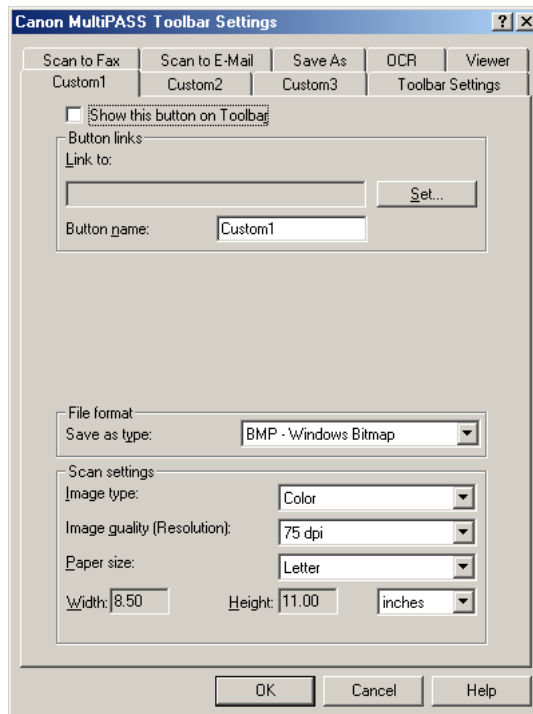 Canon MultiPASS Toolbar Settings
Scan to Fax Scan to E-Mail Save As OCR Viewer
Custom1 Custom2 Custom3 Toolbar Settings
Show this button on Toolbar
Button links
Link to:
Set...
Button name: Custom1
File format
Save as type: BMP - Windows Bitmap
Scan settings
Image type: Color
Image quality (Resolution): 75 dpi
Paper size: Letter
Width: 8.50 Height: 11.00 inches
OK Cancel Help